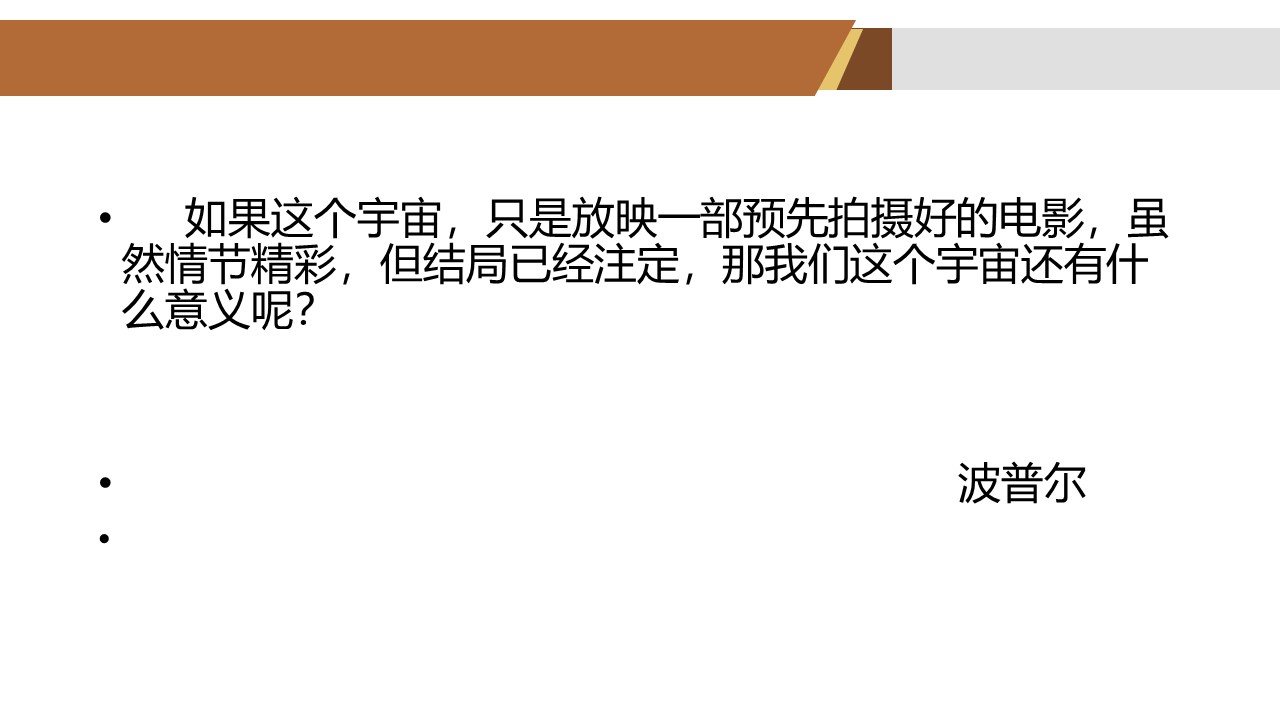 • 如果这个宇宙，只是放映一部预先拍摄好的电影，虽
然情节精彩，但结局已经注定，那我们这个宇宙还有什
么意义呢？
• 波普尔
•